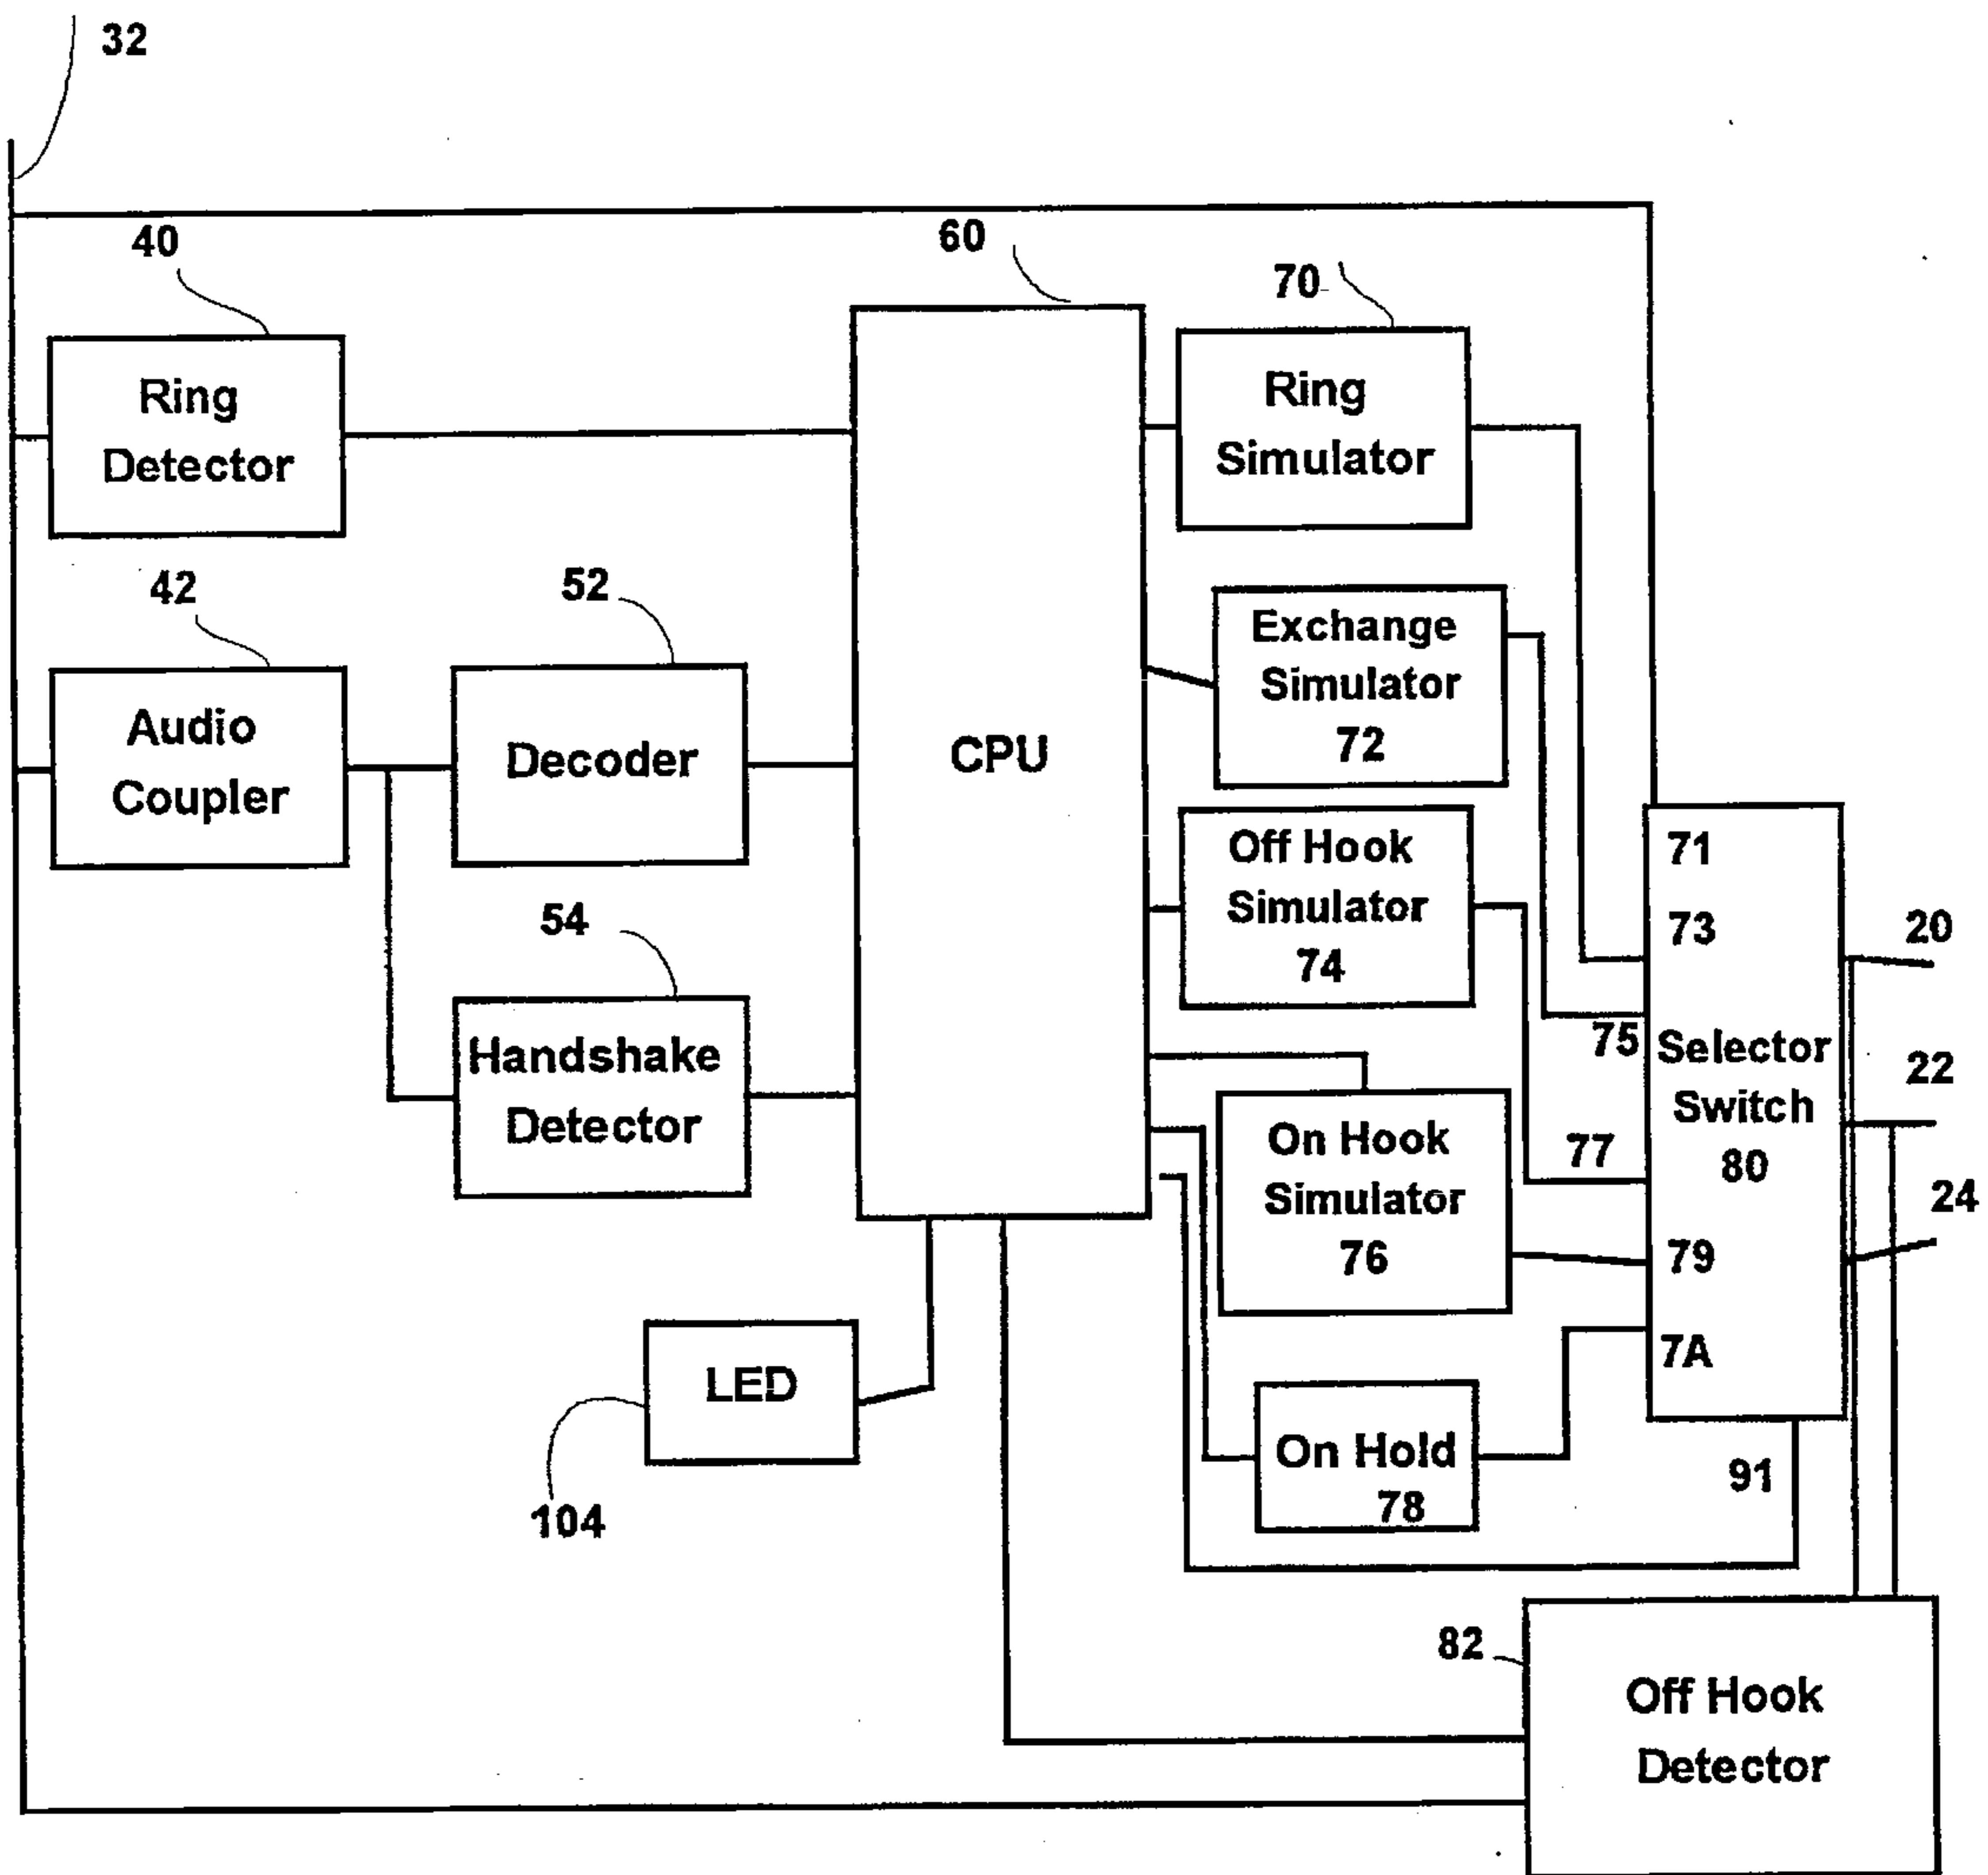 32
40
60
70
Ring
Detector
Ring
Simulator
42
52
Exchange
Simulator
72
Audio
Coupler
Decoder
CPU
Off Hook
Simulator
74
71
73
20
54
75
Selector
Switch
80
22
Handshake
Detector
On Hook
Simulator
76
77
24
79
7A
LED
104
On Hold
78
91
82
Off Hook
Detector